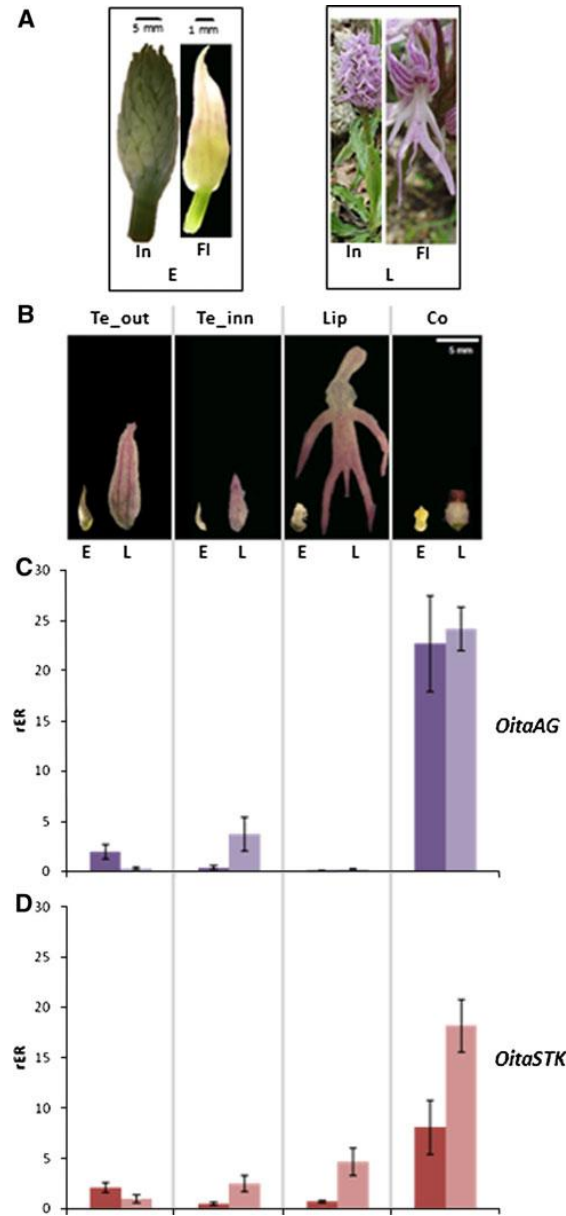 A
5 mm 1 mm
In Fl
E
In Fl
L
B
Te_out Te_inn Lip Co
5 mm
E L E L E L E L
C
30
25
20
15
10
5
0
rER
OitaAG
D
30
25
20
15
10
5
0
rER
OitaSTK